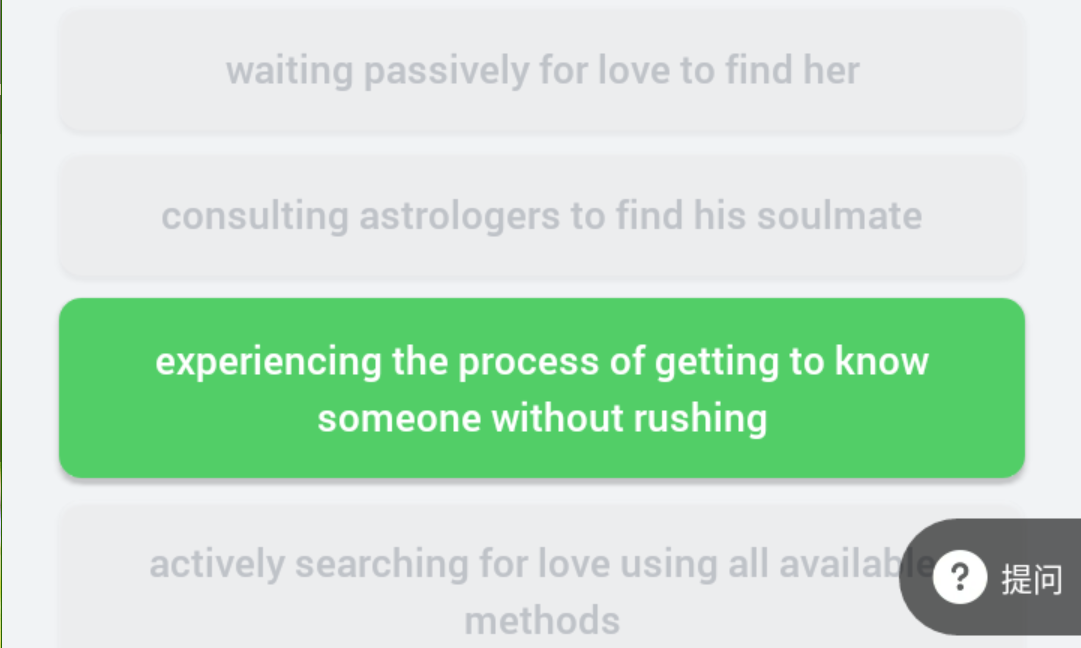 waiting passively for love to find her
consulting astrologers to find his soulmate
experiencing the process of getting to know
someone without rushing
actively searching for love using all available
methods
? 提问